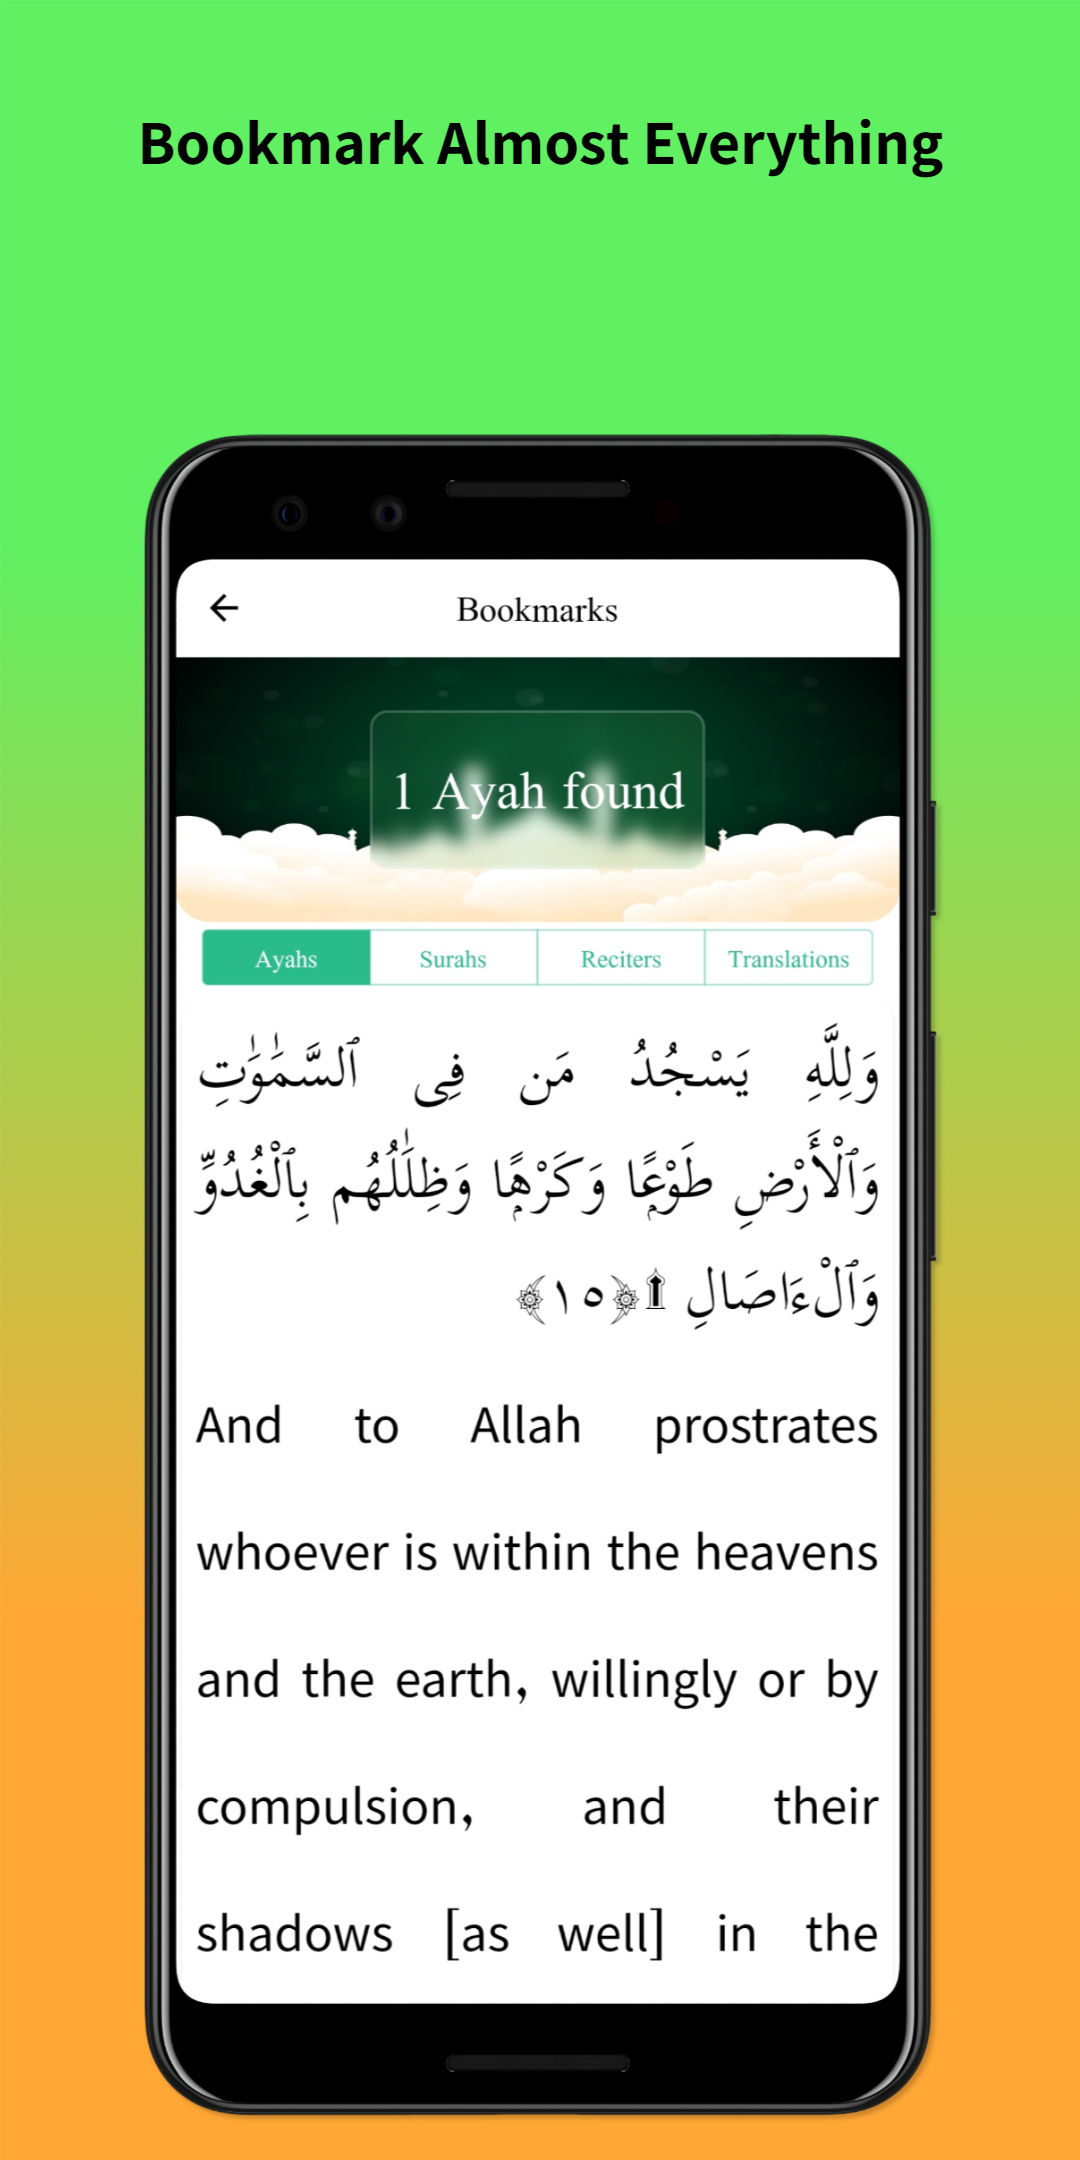 Bookmark Almost Everything
Bookmarks
1 Ayah found
Ayahs Surahs Reciters Translations
وَلِلَّهِ يَسْجُدُ مَن فِى ٱلسَّمَٰوَٰتِ
وَٱلْأَرْضِ طَوْعًۭا وَكَرْهًۭا وَظِلَٰلُهُم بِٱلْغُدُوِّ
وَٱلْءَاصَالِ ۩ ﴿١٥﴾
And to Allah prostrates
whoever is within the heavens
and the earth, willingly or by
compulsion, and their
shadows [as well] in the